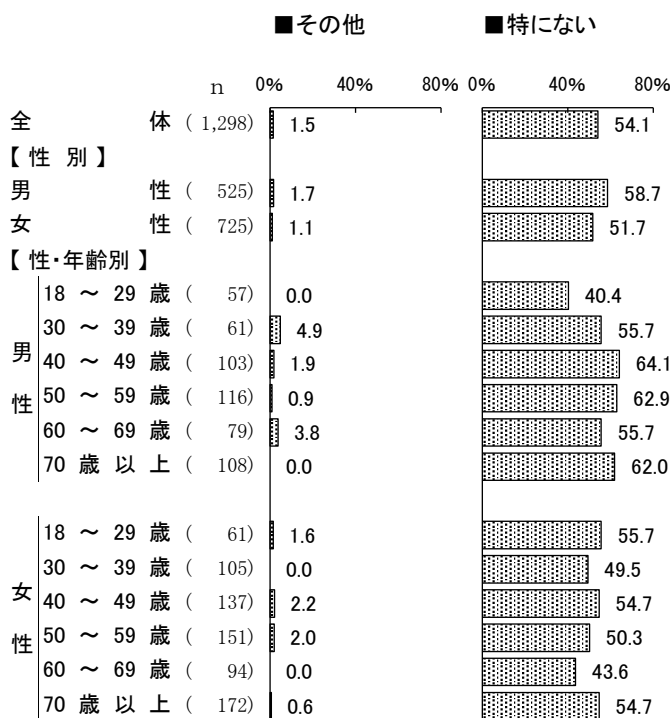 ■その他 ■特にない
n 0% 40% 80% 0% 40% 80%
全体 ( 1,298) 1.5 54.1
【 性 別 】
男性 ( 525) 1.7 58.7
女性 ( 725) 1.1 51.7
【 性・年齢別 】
男性
18 ～ 29 歳 ( 57) 0.0 40.4
30 ～ 39 歳 ( 61) 4.9 55.7
40 ～ 49 歳 ( 103) 1.9 64.1
50 ～ 59 歳 ( 116) 0.9 62.9
60 ～ 69 歳 ( 79) 3.8 55.7
70 歳 以 上 ( 108) 0.0 62.0
女性
18 ～ 29 歳 ( 61) 1.6 55.7
30 ～ 39 歳 ( 105) 0.0 49.5
40 ～ 49 歳 ( 137) 2.2 54.7
50 ～ 59 歳 ( 151) 2.0 50.3
60 ～ 69 歳 ( 94) 0.0 43.6
70 歳 以 上 ( 172) 0.6 54.7